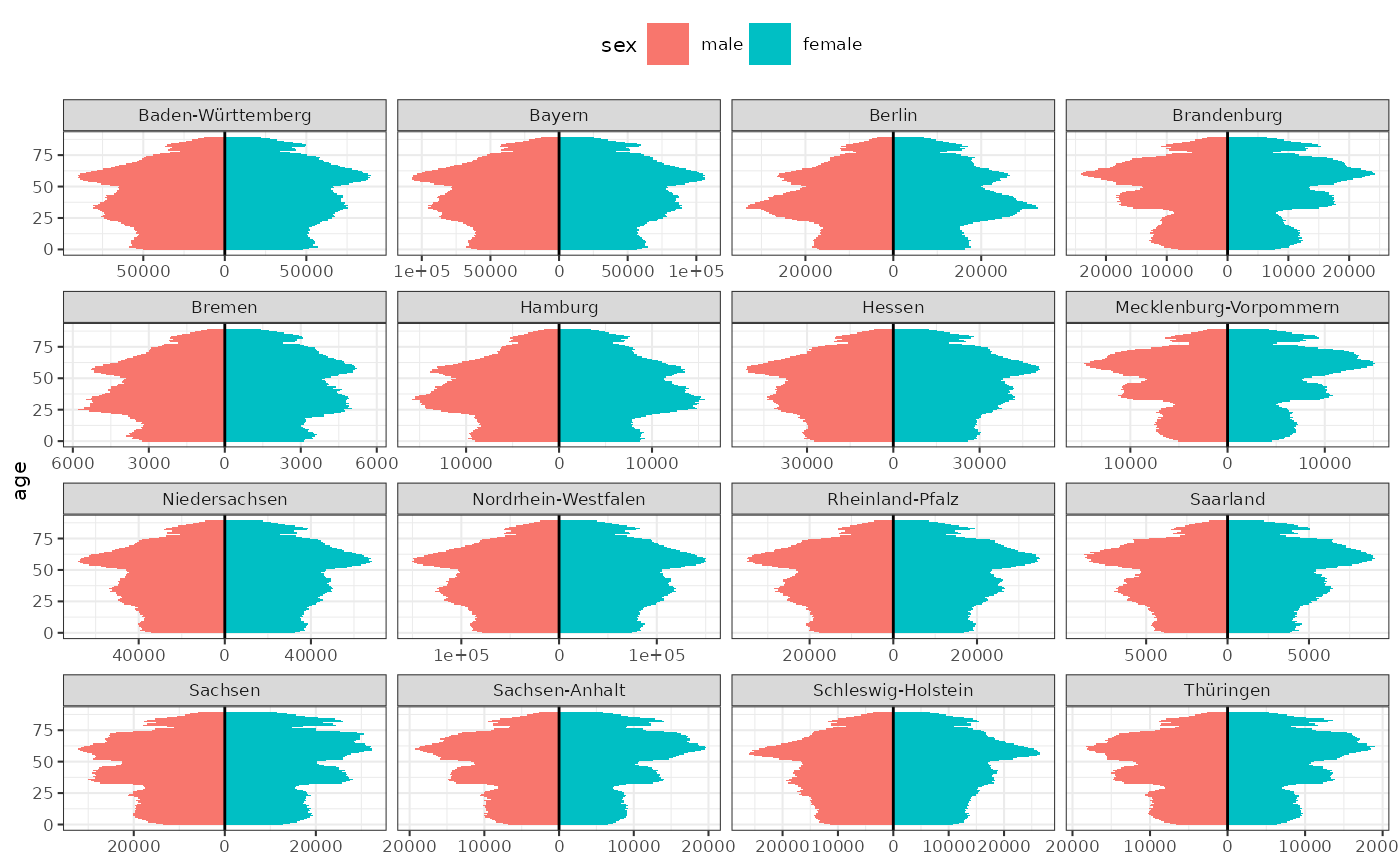 sex male female
Baden-Württemberg Bayern Berlin Brandenburg
75
50
25
0
50000 0 50000 1e+05 50000 0 50000 1e+05 20000 0 20000 20000 10000 0 10000 20000
Bremen Hamburg Hessen Mecklenburg-Vorpommern
75
50
25
0
6000 3000 0 3000 6000 10000 0 10000 30000 0 30000 10000 0 10000
age
Niedersachsen Nordrhein-Westfalen Rheinland-Pfalz Saarland
75
50
25
0
40000 0 40000 1e+05 0 1e+05 20000 0 20000 5000 0 5000
Sachsen Sachsen-Anhalt Schleswig-Holstein Thüringen
75
50
25
0
20000 0 20000 20000 10000 0 10000 20000 20000 10000 0 10000 20000 20000 10000 0 10000 20000